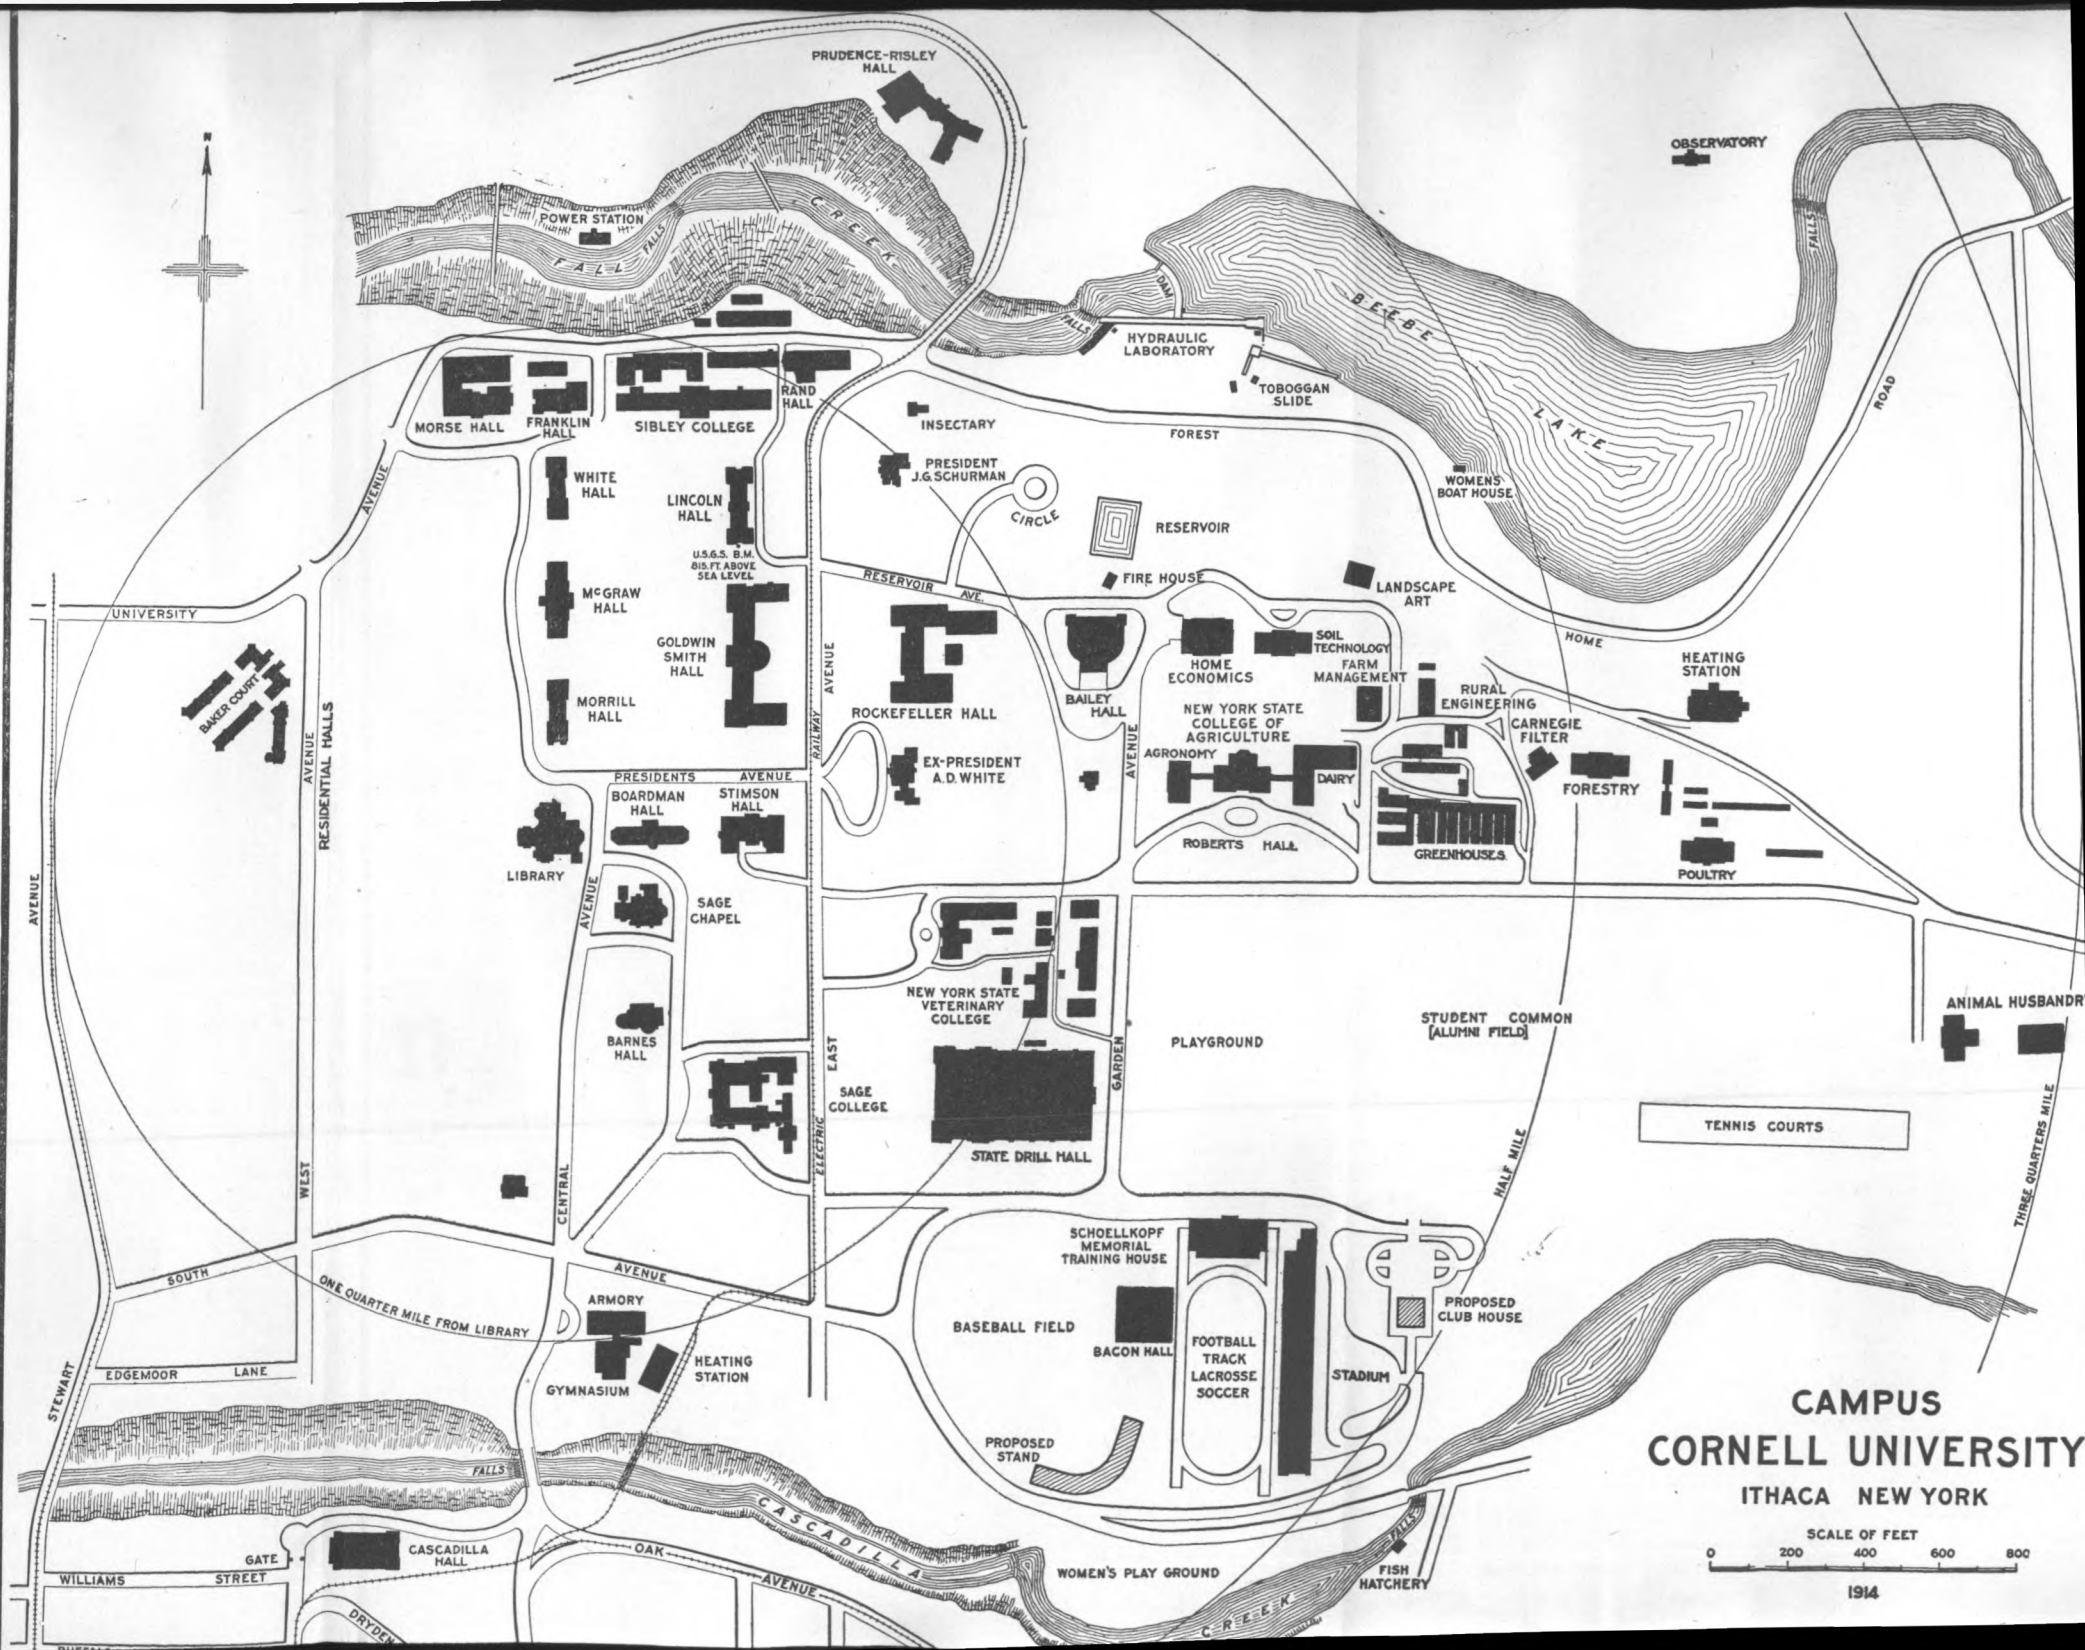 PRUDENCE-RISLEY
HALL
OBSERVATORY
N
POWER STATION
FALL
FALLS
CREEK
FALLS
DAM
FALLS
HYDRAULIC
LABORATORY
BEEBE
LAKE
TOBOGGAN
SLIDE
ROAD
MORSE HALL
FRANKLIN
HALL
SIBLEY COLLEGE
RAND
HALL
INSECTARY
FOREST
PRESIDENT
J.G. SCHURMAN
CIRCLE
RESERVOIR
WOMENS
BOAT HOUSE
AVENUE
WHITE
HALL
LINCOLN
HALL
U.S.G.S. B.M.
815.FT. ABOVE
SEA LEVEL
RESERVOIR AVE.
FIRE HOUSE
LANDSCAPE
ART
HOME
UNIVERSITY
McGRAW
HALL
GOLDWIN
SMITH
HALL
AVENUE
SOIL
TECHNOLOGY
HOME
ECONOMICS
FARM
MANAGEMENT
HEATING
STATION
BAKER COURT
RESIDENTIAL HALLS
AVENUE
MORRILL
HALL
RAILWAY
ROCKEFELLER HALL
BAILEY
HALL
NEW YORK STATE
COLLEGE OF
AGRICULTURE
RURAL
ENGINEERING
CARNEGIE
FILTER
AGRONOMY
DAIRY
AVENUE
EX-PRESIDENT
A.D. WHITE
FORESTRY
PRESIDENTS AVENUE
BOARDMAN
HALL
STIMSON
HALL
ROBERTS HALL
GREENHOUSES
POULTRY
LIBRARY
AVENUE
AVENUE
SAGE
CHAPEL
NEW YORK STATE
VETERINARY
COLLEGE
STUDENT COMMON
[ALUMNI FIELD]
PLAYGROUND
ANIMAL HUSBANDR
BARNES
HALL
EAST
SAGE
COLLEGE
GARDEN
TENNIS COURTS
STATE DRILL HALL
ELECTRIC
WEST
CENTRAL
HALF MILE
THREE QUARTERS MILE
SOUTH
AVENUE
ONE QUARTER MILE FROM LIBRARY
SCHOELLKOPF
MEMORIAL
TRAINING HOUSE
ARMORY
BASEBALL FIELD
BACON HALL
FOOTBALL
TRACK
LACROSSE
SOCCER
STADIUM
PROPOSED
CLUB HOUSE
EDGEMOOR LANE
STEWART
GYMNASIUM
HEATING
STATION
PROPOSED
STAND
FALLS
CASCADILLA
CREEK
FALLS
GATE
CASCADILLA
HALL
WILLIAMS STREET
OAK
AVENUE
DRYDEN
WOMEN'S PLAY GROUND
FISH
HATCHERY
CAMPUS
CORNELL UNIVERSITY
ITHACA NEW YORK
SCALE OF FEET
0 200 400 600 800
1914